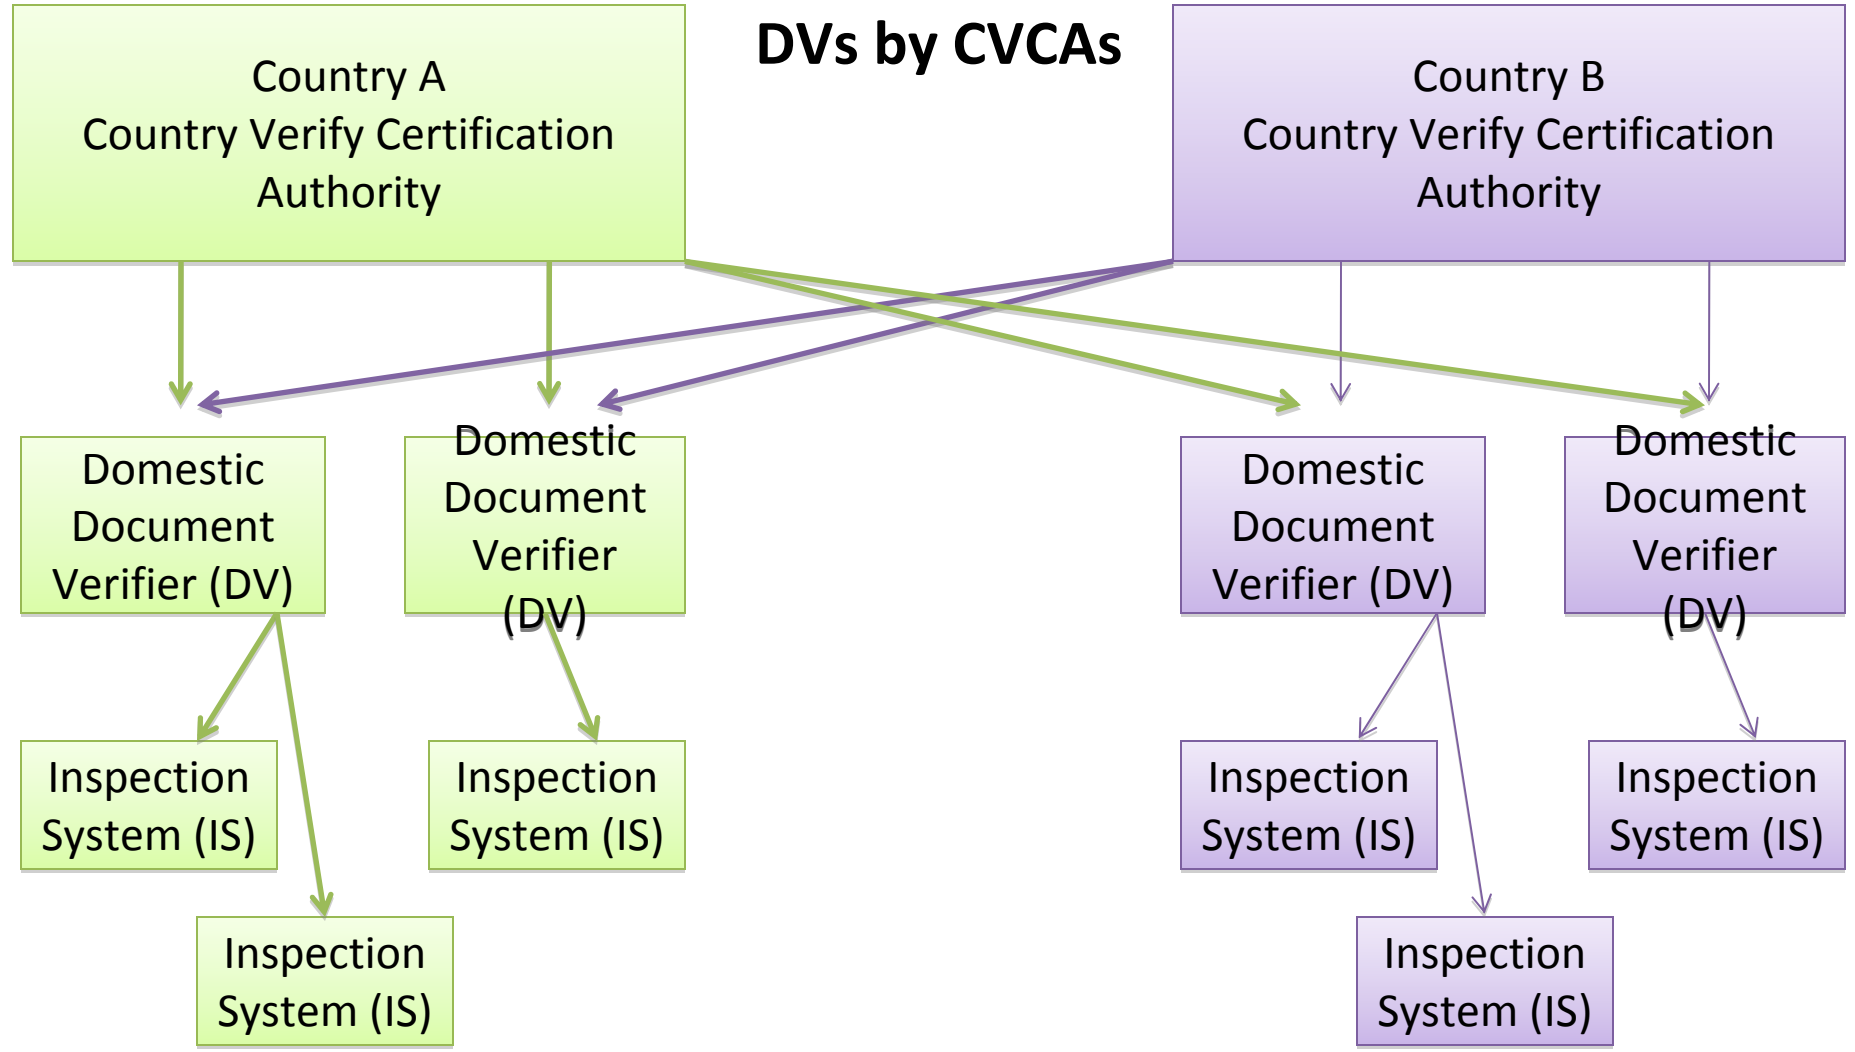 DVs by CVCAs
Country A
Country Verify Certification
Authority
Country B
Country Verify Certification
Authority
Domestic
Document
Verifier (DV)
Domestic
Document
Verifier
(DV)
Domestic
Document
Verifier (DV)
Domestic
Document
Verifier
(DV)
Inspection
System (IS)
Inspection
System (IS)
Inspection
System (IS)
Inspection
System (IS)
Inspection
System (IS)
Inspection
System (IS)